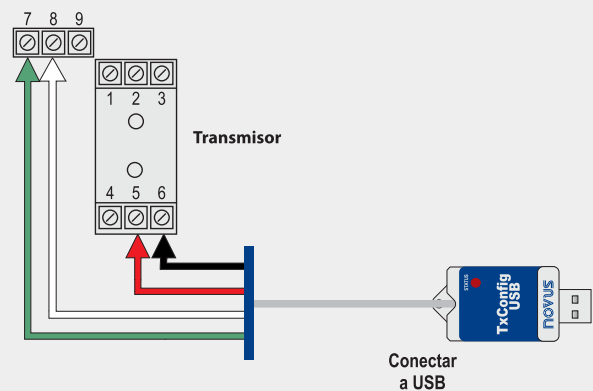 7 8 9
1 2 3
Transmisor
4 5 6
STATUS
TxConfig
USB
NOVUS
Conectar
a USB